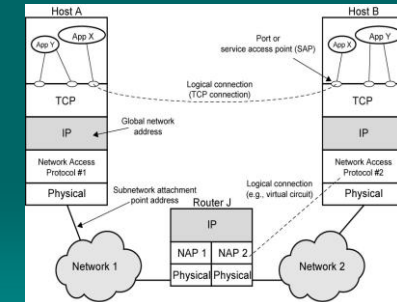 Host A
Host B
App Y
App X
Port or
service access point (SAP)
App X
App Y
Logical connection
(TCP connection)
TCP
TCP
Global network
address
IP
IP
Network Access
Protocol #1
Network Access
Protocol #2
Logical connection
(e.g., virtual circuit)
Physical
Physical
Subnetwork attachment
point address
Router J
IP
NAP 1
NAP 2
Network 1
Network 2
Physical
Physical